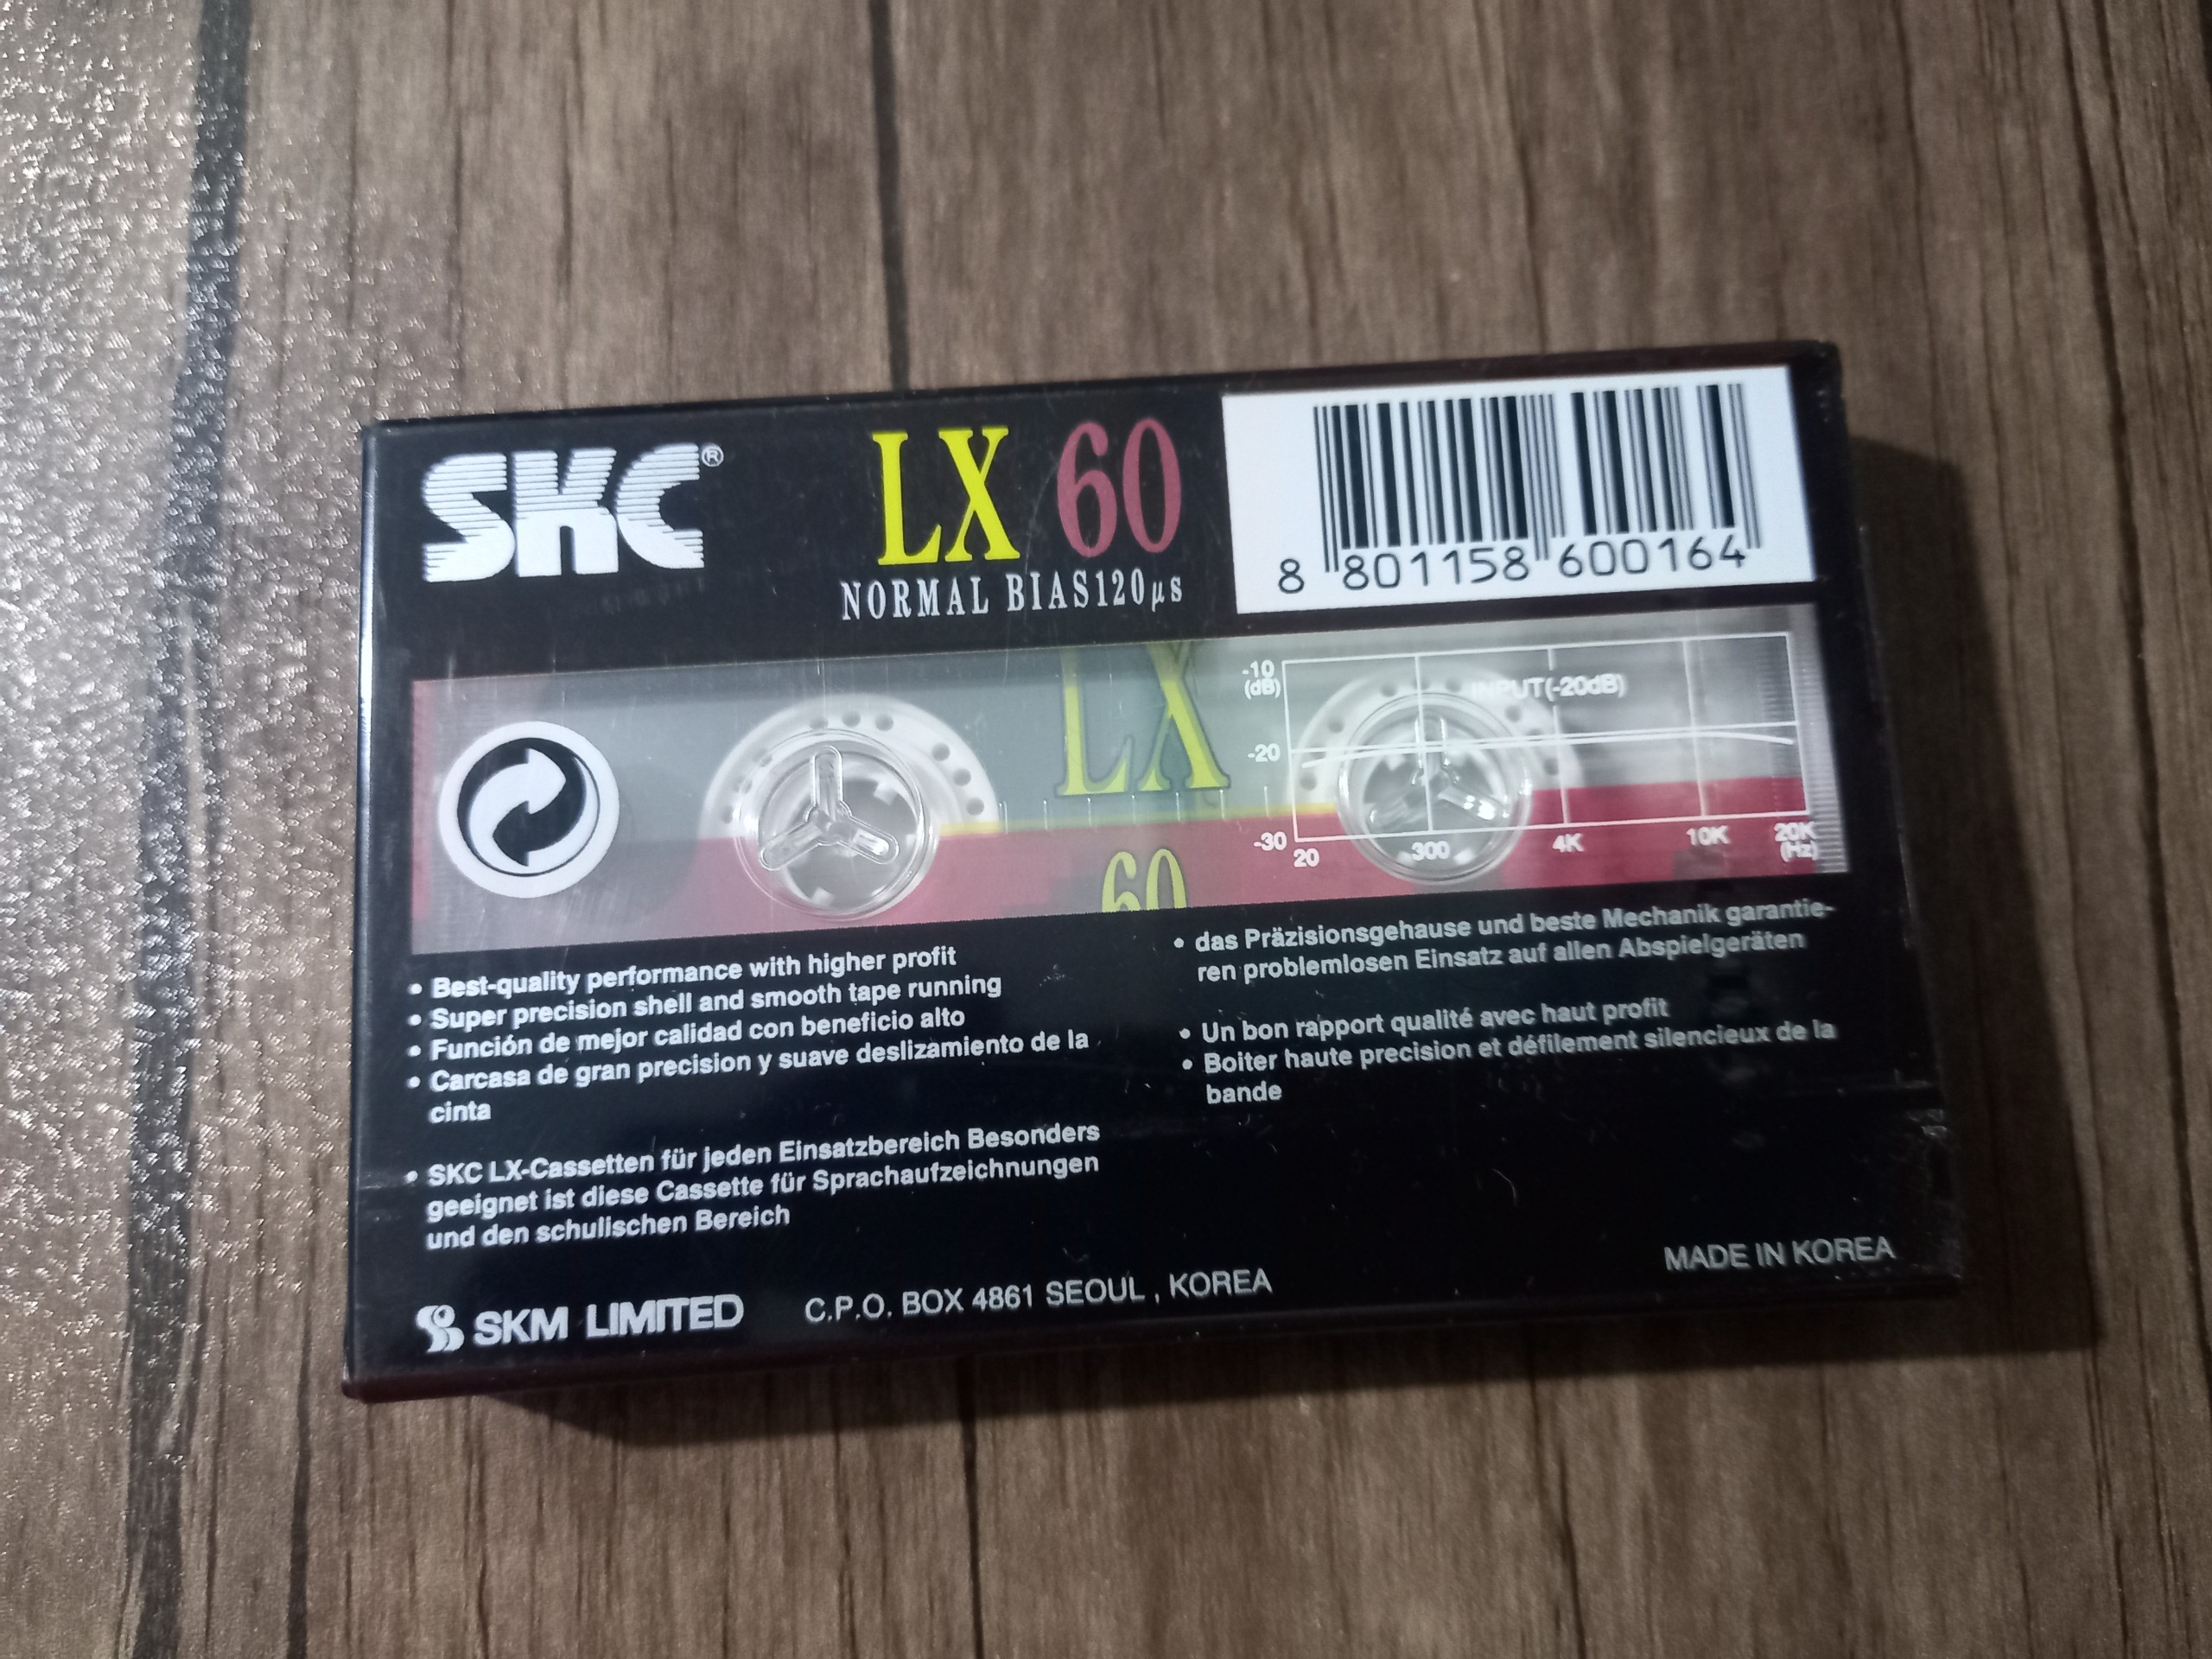 SKC®
LX 60
NORMAL BIAS 120μs
8 801158 600164
LX
60
-10
(dB)
INPUT(-20dB)
-20
-30
20 300 4K 10K 20K
(Hz)
• Best-quality performance with higher profit
• Super precision shell and smooth tape running
• Función de mejor calidad con beneficio alto
• Carcasa de gran precision y suave deslizamiento de la
cinta
• SKC LX-Cassetten für jeden Einsatzbereich Besonders
geeignet ist diese Cassette für Sprachaufzeichnungen
und den schulischen Bereich
• das Präzisionsgehause und beste Mechanik garantie-
ren problemlosen Einsatz auf allen Abspielgeräten
• Un bon rapport qualité avec haut profit
• Boiter haute precision et défilement silencieux de la
bande
SKM LIMITED C.P.O. BOX 4861 SEOUL , KOREA
MADE IN KOREA